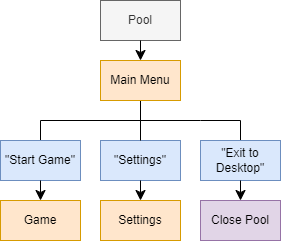 Pool
Main Menu
"Start Game"
"Settings"
"Exit to
Desktop"
Game
Settings
Close Pool